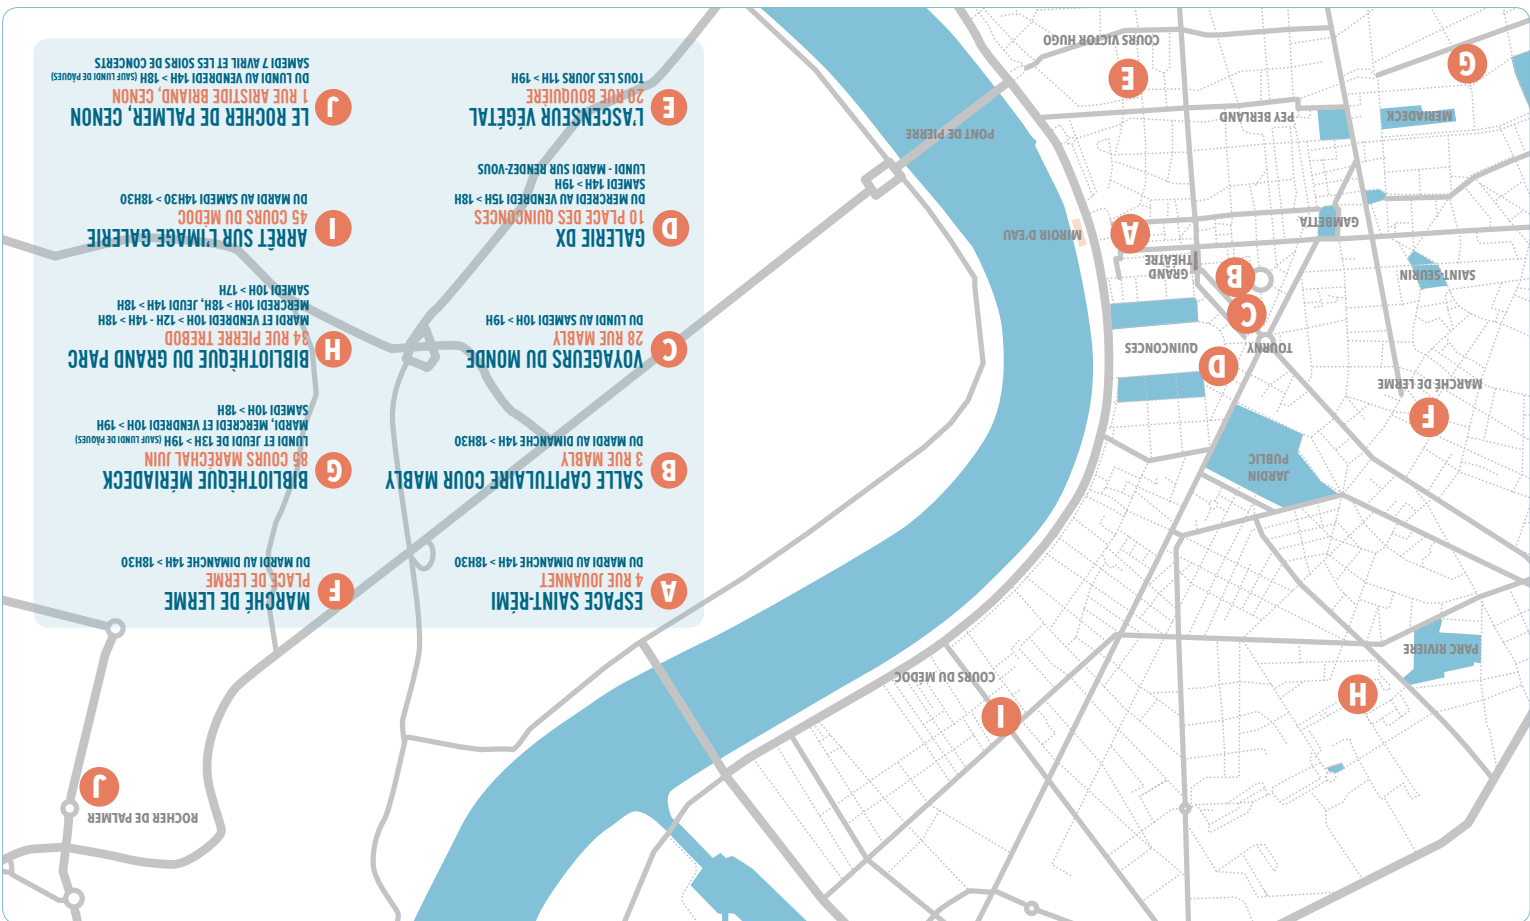 ROCHER DE PALMER
J
H
I
PARC RIVIERE
COURS DU MÉDOC
JARDIN
PUBLIC
F
MARCHE DE LERME
D
TOURNY
QUINCONCES
C
B
SAINT-SEURIN
GRAND
THÉÂTRE
A
MIROIR D'EAU
GAMBETTA
PONT DE PIERRE
MERIADECK
PEY BERLAND
E
G
COURS VICTOR HUGO
A
ESPACE SAINT-RÉMI
4 RUE JOUANNET
DU MARDI AU DIMANCHE 14H > 18H30
B
SALLE CAPITULAIRE COUR MABLY
3 RUE MABLY
DU MARDI AU DIMANCHE 14H > 18H30
C
VOYAGEURS DU MONDE
28 RUE MABLY
DU LUNDI AU SAMEDI 10H > 19H
D
GALERIE DX
10 PLACE DES QUINCONCES
DU MERCREDI AU VENDREDI 15H > 18H
SAMEDI 14H > 19H
LUNDI - MARDI SUR RENDEZ-VOUS
E
L'ASCENSEUR VÉGÉTAL
20 RUE BOUQUIÈRE
TOUS LES JOURS 11H > 19H
F
MARCHÉ DE LERME
PLACE DE LERME
DU MARDI AU DIMANCHE 14H > 18H30
G
BIBLIOTHÈQUE MÉRIADECK
85 COURS MARÉCHAL JUIN
LUNDI ET JEUDI DE 13H > 19H (SAUF LUNDI DE PÂQUES)
MARDI, MERCREDI ET VENDREDI 10H > 19H
SAMEDI 10H > 18H
H
BIBLIOTHÈQUE DU GRAND PARC
34 RUE PIERRE TREBOD
MARDI ET VENDREDI 10H > 12H - 14H > 18H
MERCREDI 10H > 18H, JEUDI 14H > 18H
SAMEDI 10H > 17H
I
ARRÊT SUR L'IMAGE GALERIE
45 COURS DU MÉDOC
DU MARDI AU SAMEDI 14H30 > 18H30
J
LE ROCHER DE PALMER, CENON
1 RUE ARISTIDE BRIAND, CENON
DU LUNDI AU VENDREDI 14H > 18H (SAUF LUNDI DE PÂQUES)
SAMEDI 7 AVRIL ET LES SOIRS DE CONCERTS